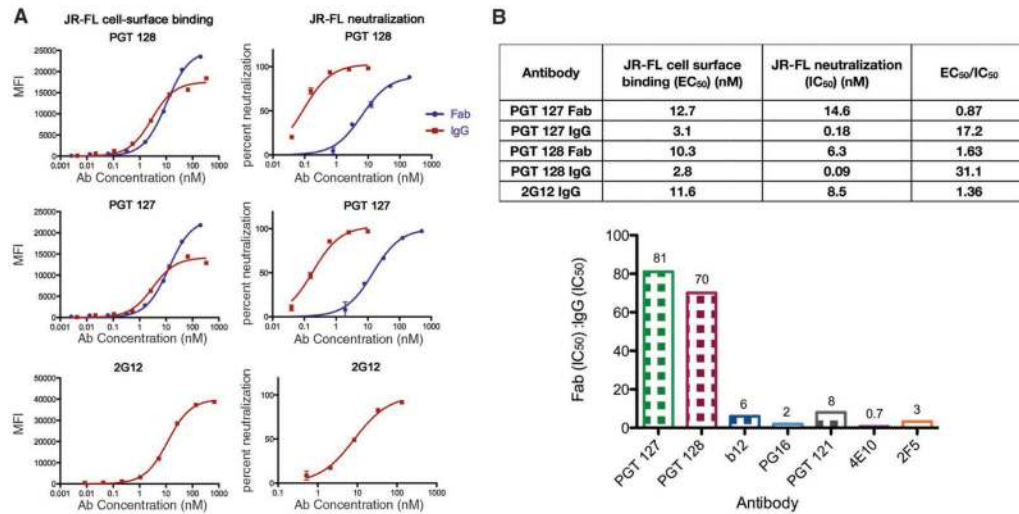 A
JR-FL cell-surface binding
PGT 128
MFI
25000
20000
15000
10000
5000
0
0.001 0.01 0.1 1 10 100 1000
Ab Concentration (nM)
JR-FL neutralization
PGT 128
percent neutralization
100
50
0
0.01 0.1 1 10 100 1000
Ab Concentration (nM)
Fab
IgG
PGT 127
MFI
25000
20000
15000
10000
5000
0
0.001 0.01 0.1 1 10 100 1000
Ab Concentration (nM)
PGT 127
percent neutralization
100
50
0
0.01 0.1 1 10 100 1000
Ab Concentration (nM)
2G12
MFI
50000
40000
30000
20000
10000
0
0.001 0.01 0.1 1 10 100 1000
Ab Concentration (nM)
percent neutralization
100
50
0
0.1 1 10 100 1000
Ab Concentration (nM)
B
Antibody JR-FL cell surface binding (EC50) (nM) JR-FL neutralization (IC50) (nM) EC50/IC50
PGT 127 Fab 12.7 14.6 0.87
PGT 127 IgG 3.1 0.18 17.2
PGT 128 Fab 10.3 6.3 1.63
PGT 128 IgG 2.8 0.09 31.1
2G12 IgG 11.6 8.5 1.36
Fab (IC50) :IgG (IC50)
100
80
60
40
20
0
81
70
6
2
8
0.7
3
PGT 127
PGT 128
b12
PG16
PGT 121
4E10
2F5
Antibody